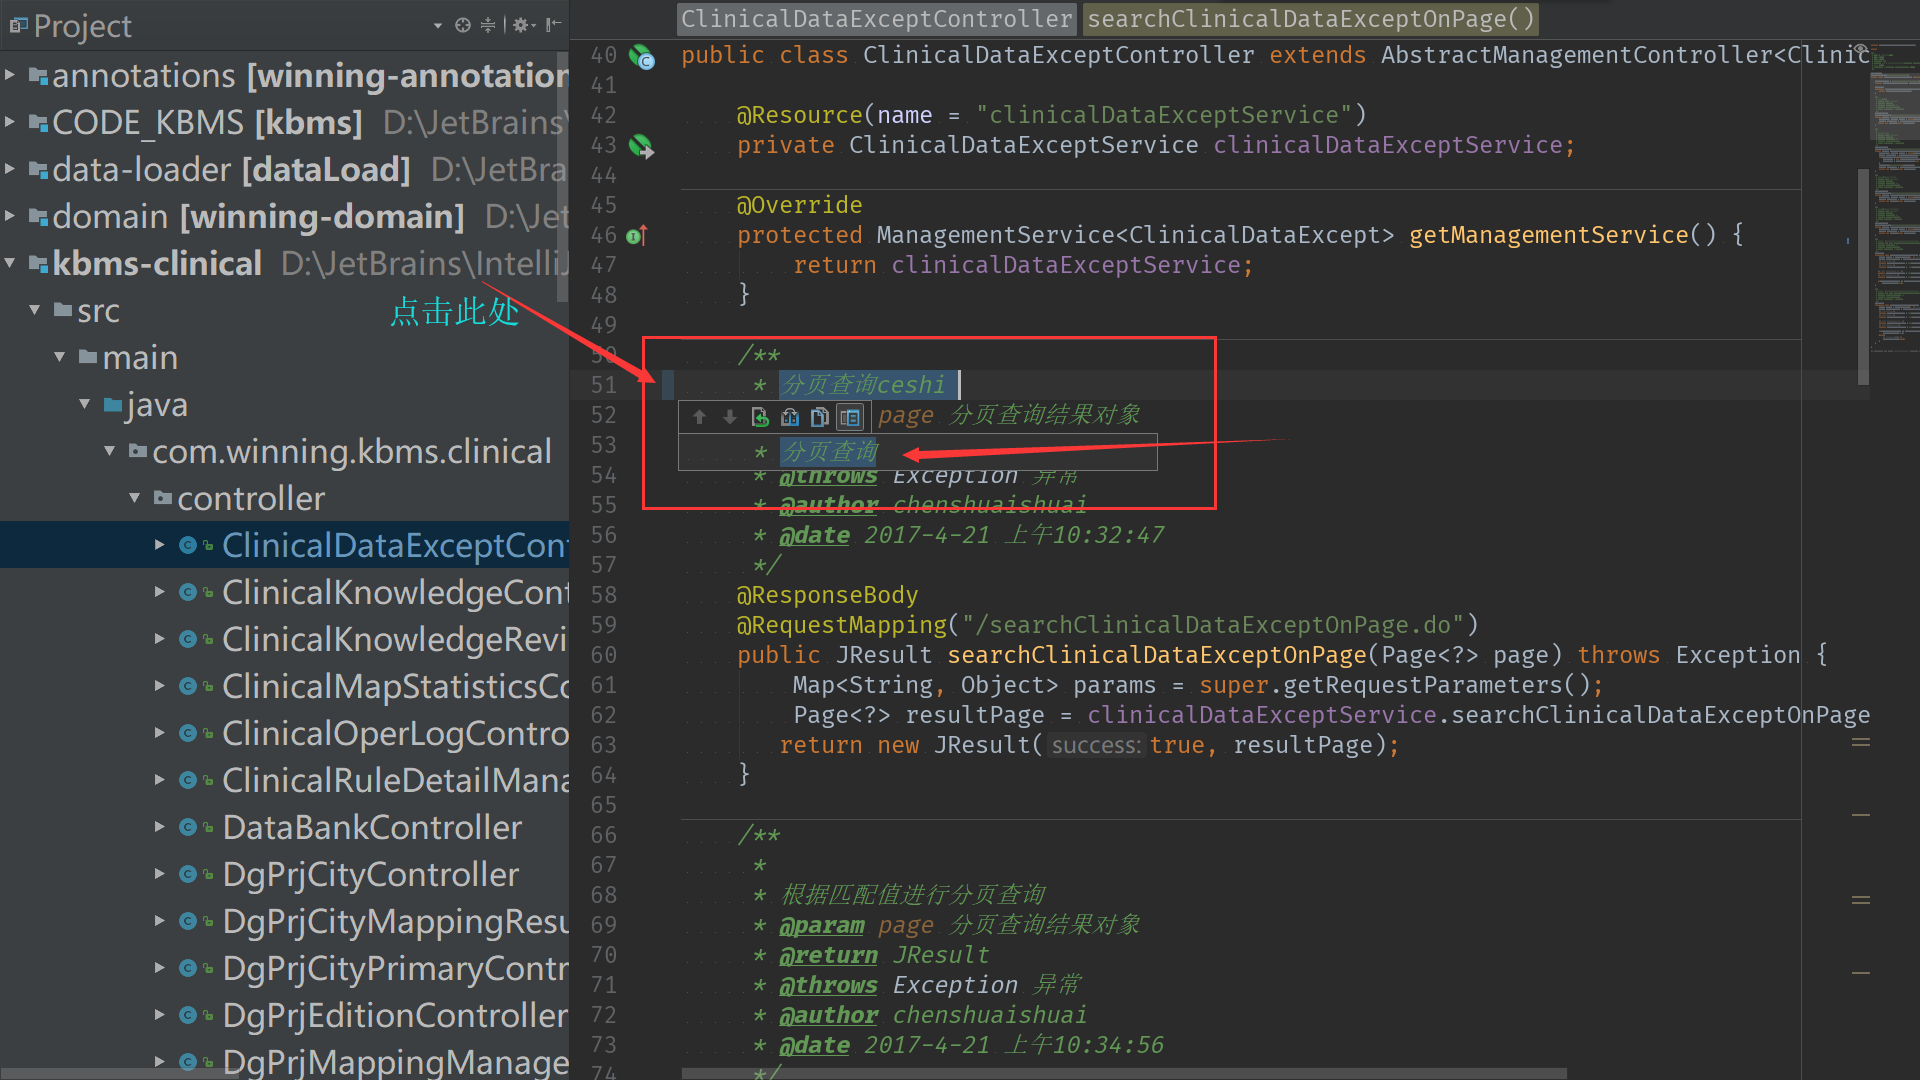 Project
annotations [winning-annotation
CODE_KBMS [kbms] D:\JetBrains\
data-loader [dataLoad] D:\JetBra
domain [winning-domain] D:\Jet
kbms-clinical D:\JetBrains\IntelliJ
src
点击此处
main
java
com.winning.kbms.clinical
controller
ClinicalDataExceptCont
ClinicalKnowledgeCont
ClinicalKnowledgeRevi
ClinicalMapStatisticsCo
ClinicalOperLogContro
ClinicalRuleDetailMana
DataBankController
DgPrjCityController
DgPrjCityMappingResu
DgPrjCityPrimaryContr
DgPrjEditionController
DgPrjMappingManage
ClinicalDataExceptController searchClinicalDataExceptOnPage()
40 public class ClinicalDataExceptController extends AbstractManagementController<Clinic
41
42 @Resource(name = "clinicalDataExceptService")
43 private ClinicalDataExceptService clinicalDataExceptService;
44
45 @Override
46 protected ManagementService<ClinicalDataExcept> getManagementService() {
47 return clinicalDataExceptService;
48 }
49
50 /**
51 * 分页查询ceshi
52 page 分页查询结果对象
53 * 分页查询
54 * @throws Exception 异常
55 * @author chenshuaishuai
56 * @date 2017-4-21 上午10:32:47
57 */
58 @ResponseBody
59 @RequestMapping("/searchClinicalDataExceptOnPage.do")
60 public JResult searchClinicalDataExceptOnPage(Page<?> page) throws Exception {
61 Map<String, Object> params = super.getRequestParameters();
62 Page<?> resultPage = clinicalDataExceptService.searchClinicalDataExceptOnPage
63 return new JResult( success: true, resultPage);
64 }
65
66 /**
67 *
68 * 根据匹配值进行分页查询
69 * @param page 分页查询结果对象
70 * @return JResult
71 * @throws Exception 异常
72 * @author chenshuaishuai
73 * @date 2017-4-21 上午10:34:56
74 */